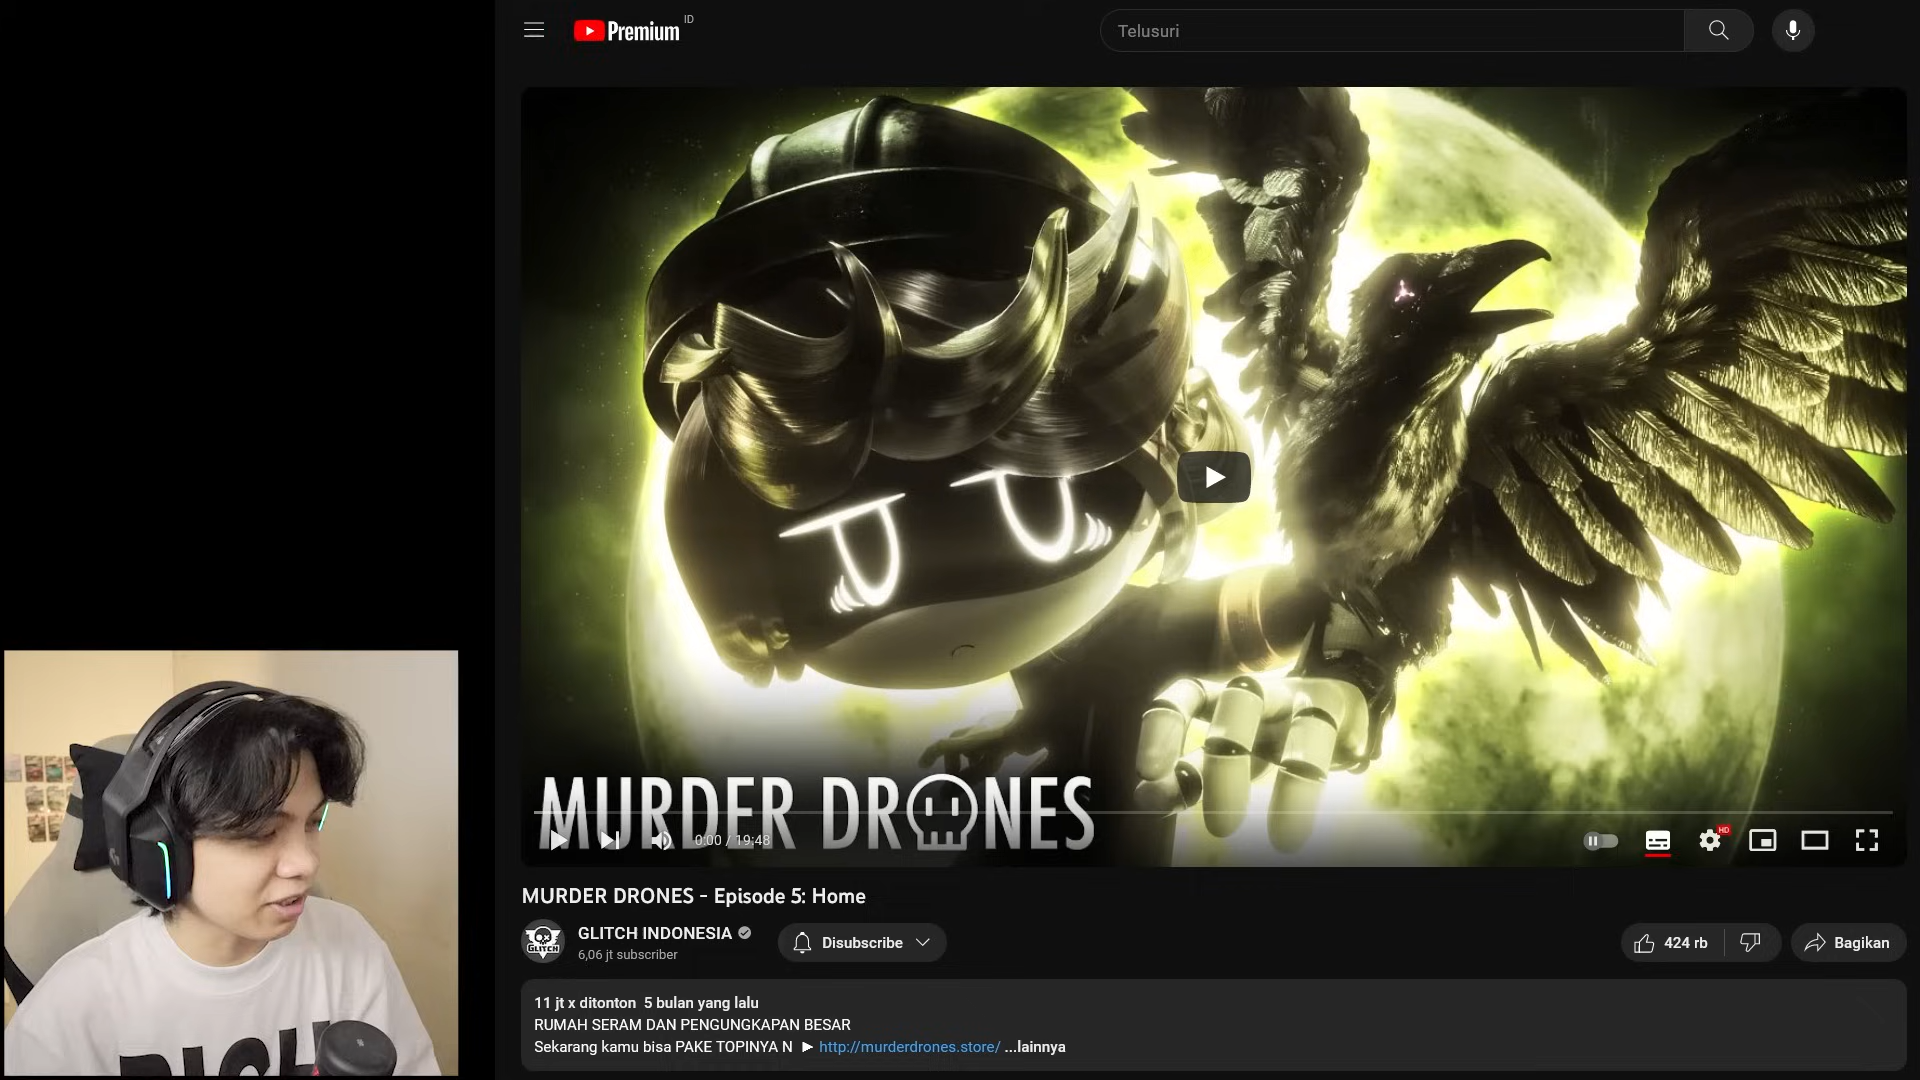 Premium ID
Telusuri
MURDER DRONES
0:00 / 19:48
HD
MURDER DRONES - Episode 5: Home
GLITCH
GLITCH INDONESIA
6,06 jt subscriber
Disubscribe
424 rb
Bagikan
11 jt x ditonton 5 bulan yang lalu
RUMAH SERAM DAN PENGUNGKAPAN BESAR
Sekarang kamu bisa PAKE TOPINYA N ► http://murderdrones.store/ ...lainnya